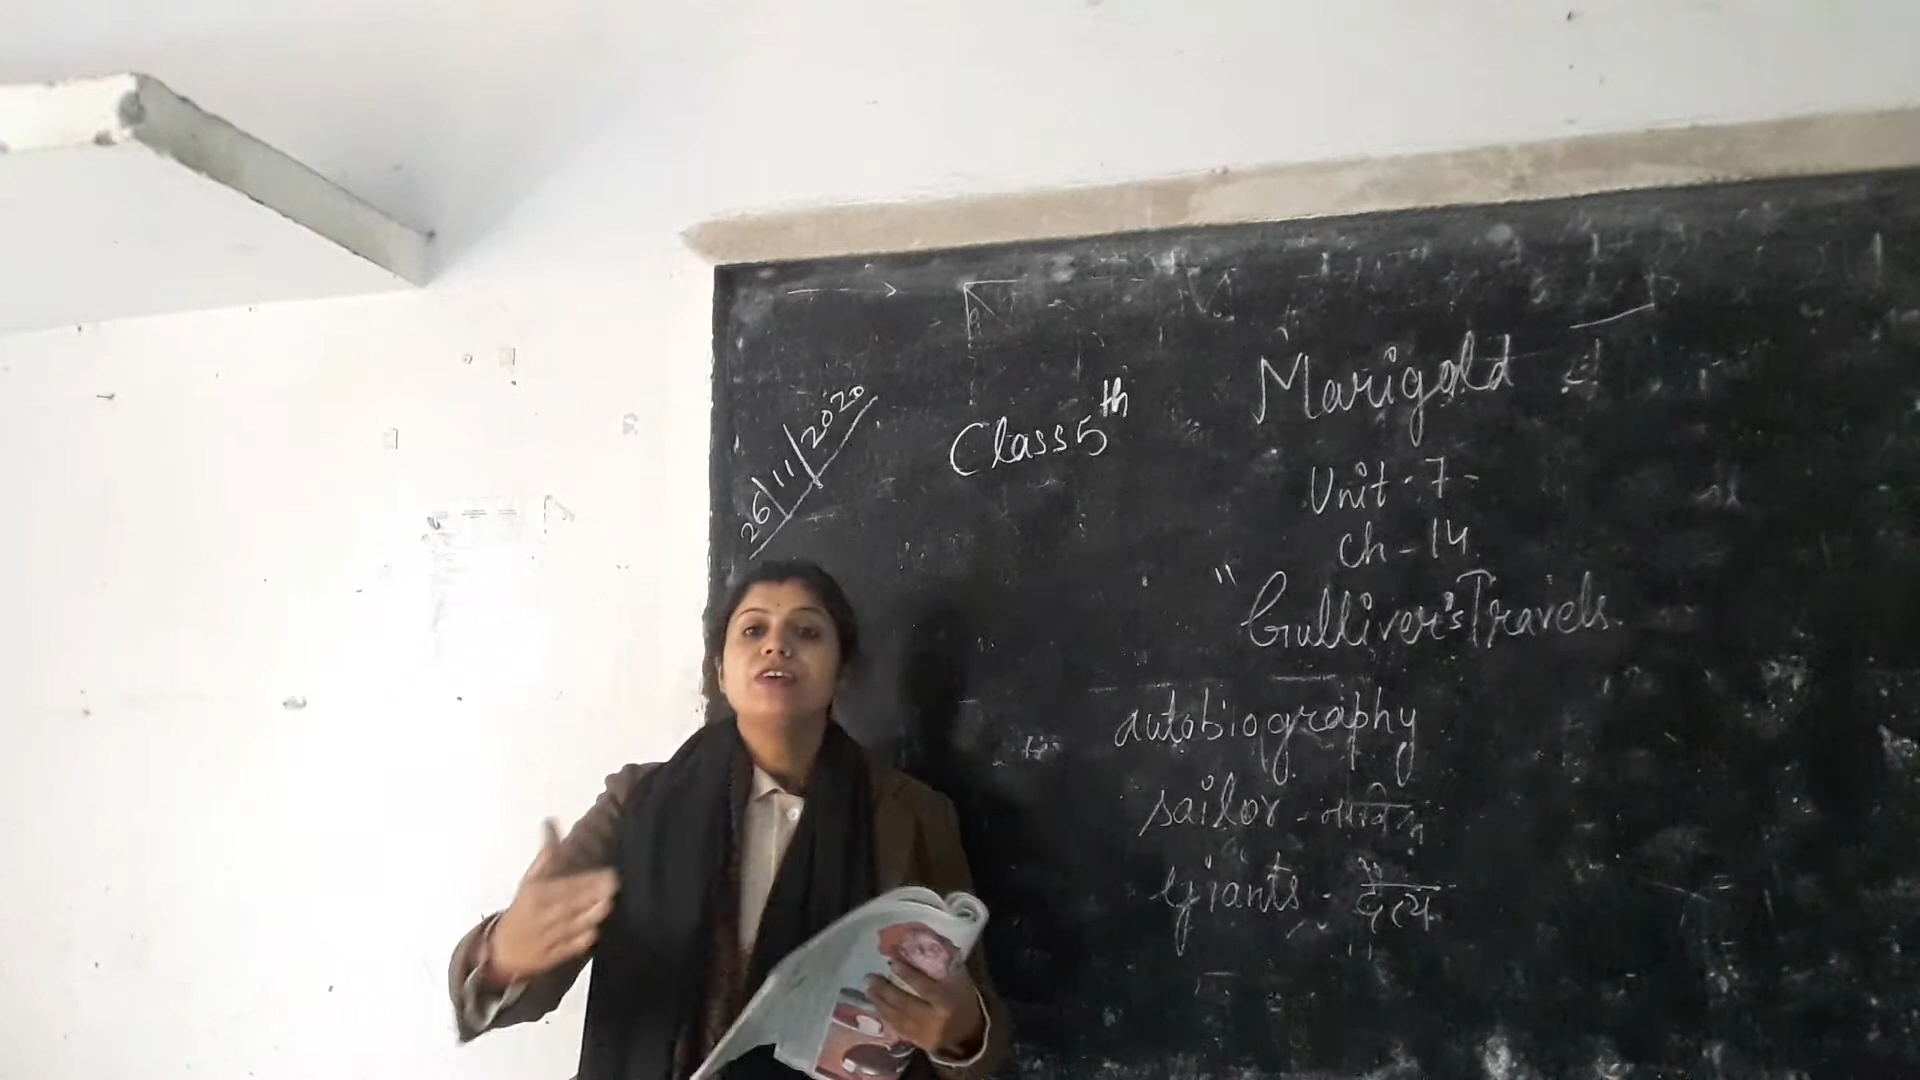 26/11/2020
Class 5th
Marigold
Unit-7-
Ch-14
"Gulliver's Travels
autobiography
sailor - नाविक
Giants - दैत्य